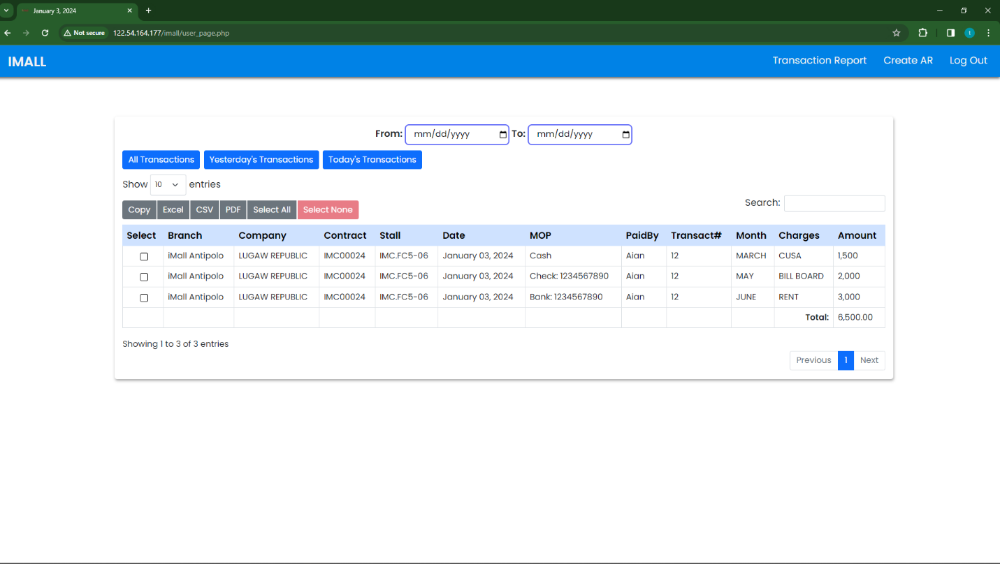 January 3, 2024
Not secure 122.54.164.177/imall/user_page.php
IMALL Transaction Report Create AR Log Out
From: mm/dd/yyyy To: mm/dd/yyyy
All Transactions Yesterday's Transactions Today's Transactions
Show 10 entries
Search:
Copy Excel CSV PDF Select All Select None
Select Branch Company Contract Stall Date MOP PaidBy Transact# Month Charges Amount
iMall Antipolo LUGAW REPUBLIC IMC00024 IMC.FC5-06 January 03, 2024 Cash Aian 12 MARCH CUSA 1,500
iMall Antipolo LUGAW REPUBLIC IMC00024 IMC.FC5-06 January 03, 2024 Check: 1234567890 Aian 12 MAY BILL BOARD 2,000
iMall Antipolo LUGAW REPUBLIC IMC00024 IMC.FC5-06 January 03, 2024 Bank: 1234567890 Aian 12 JUNE RENT 3,000
Total: 6,500.00
Showing 1 to 3 of 3 entries
Previous 1 Next